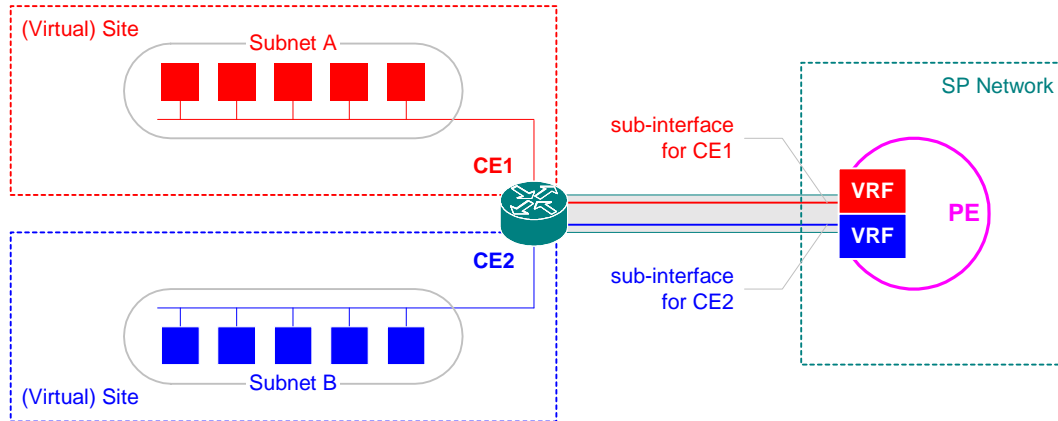 (Virtual) Site
Subnet A
CE1
CE2
Subnet B
(Virtual) Site
sub-interface
for CE1
sub-interface
for CE2
SP Network
VRF
VRF
PE